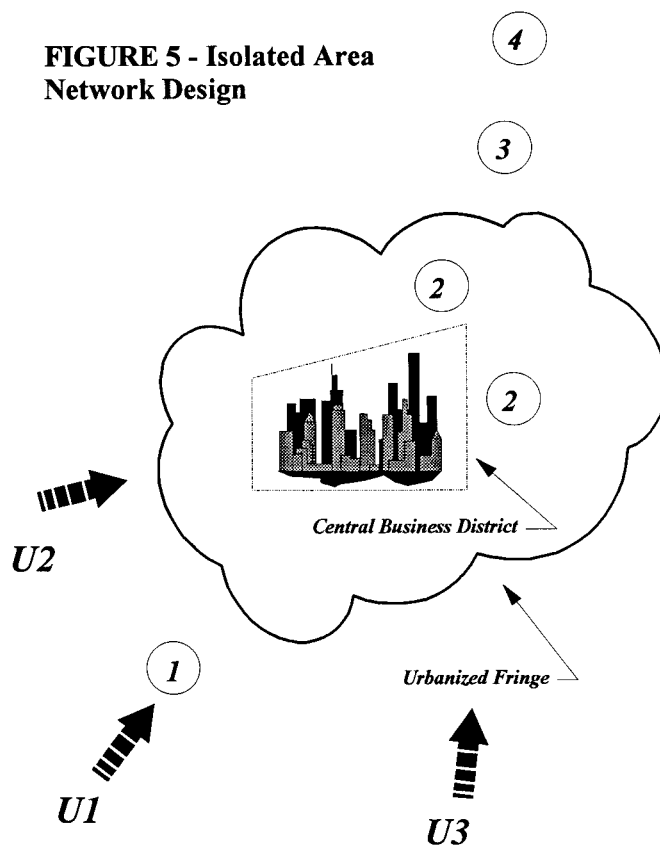 FIGURE 5 - Isolated Area
Network Design
4
3
2
2
Central Business District
U2
1
Urbanized Fringe
U1
U3